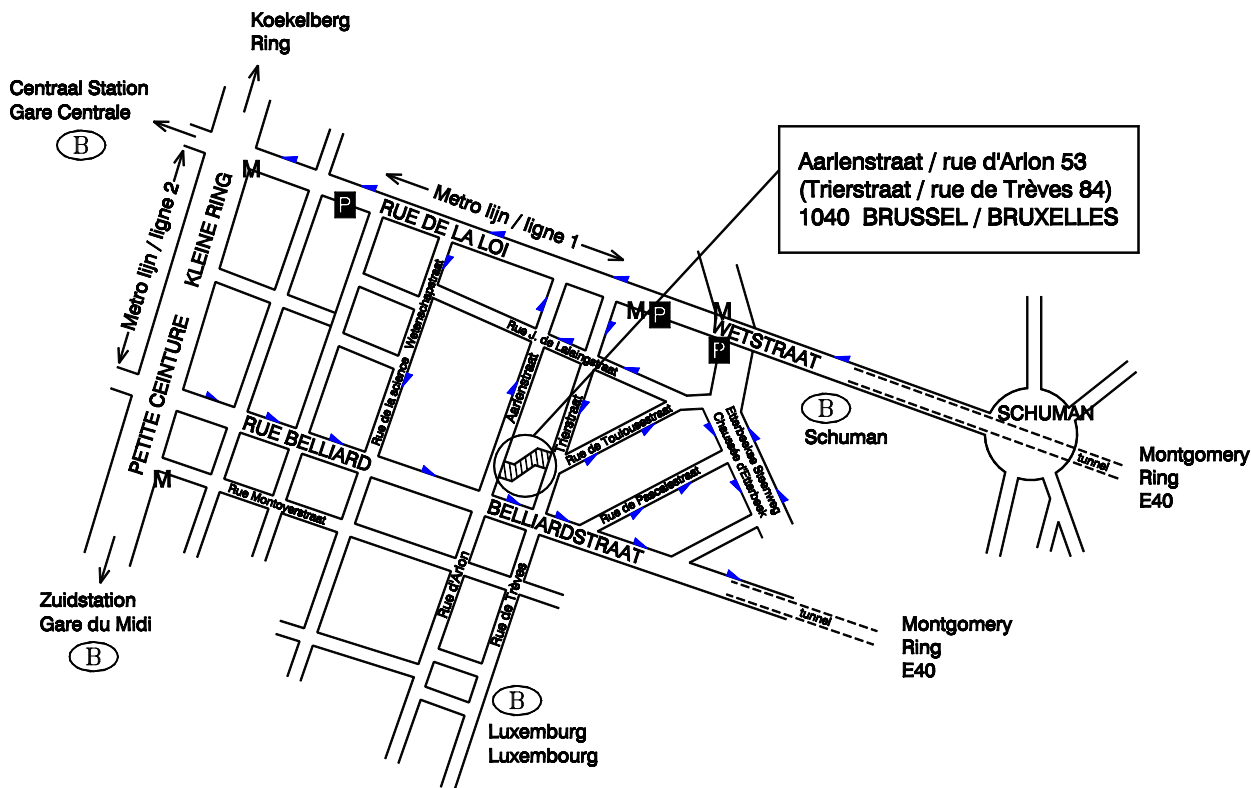 Koekelberg
Ring
Centraal Station
Gare Centrale
B
Aarlenstraat / rue d'Arlon 53
(Trierstraat / rue de Trèves 84)
1040 BRUSSEL / BRUXELLES
M
P
Metro lijn / ligne 2
KLEINE RING
Metro lijn / ligne 1
RUE DE LA LOI
M
P
M
WETSTRAAT
P
Rue de la science Wetenschapstraat
Rue J. de Lalaingstraat
Aarlenstraat
Trierstraat
Rue de Toulousestraat
Etterbeekse Steenweg
Chaussée d'Etterbeek
B
Schuman
SCHUMAN
tunnel
Montgomery
Ring
E40
PETITE CEINTURE
RUE BELLIARD
M
Rue Montoyerstraat
Rue de Pascalestraat
BELLIARDSTRAAT
Rue d'Arlon
Rue de Trèves
tunnel
Montgomery
Ring
E40
Zuidstation
Gare du Midi
B
B
Luxemburg
Luxembourg